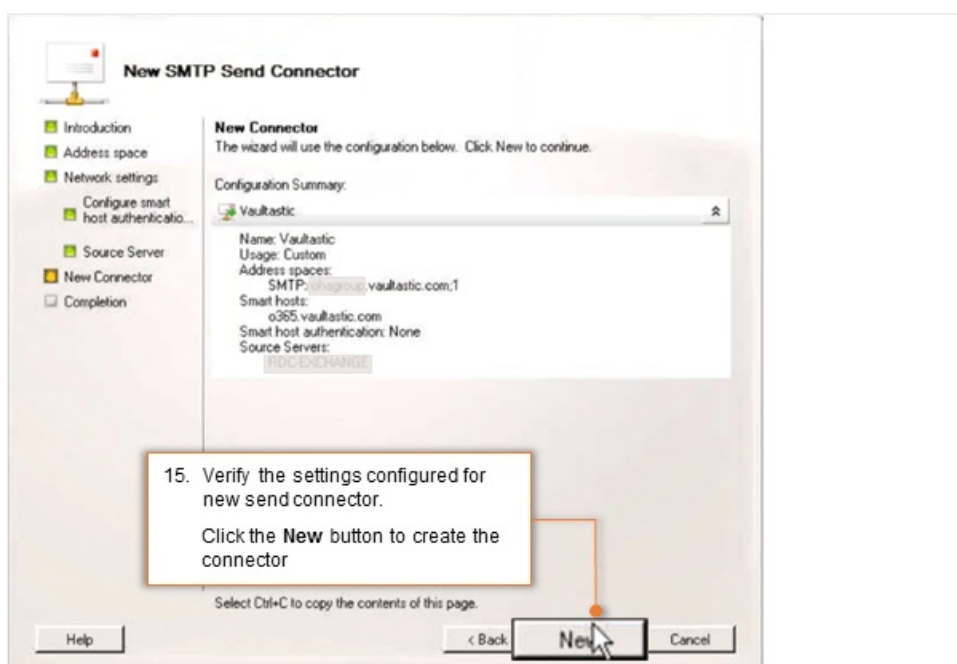 New SMTP Send Connector
Introduction
Address space
Network settings
Configure smart
host authenticatio...
Source Server
New Connector
Completion
New Connector
The wizard will use the configuration below. Click New to continue.
Configuration Summary:
Vaultastic
Name: Vaultastic
Usage: Custom
Address spaces:
SMTP: ohagroup.vaultastic.com;1
Smart hosts:
o365.vaultastic.com
Smart host authentication: None
Source Servers:
RDC-EXCHANGE
15. Verify the settings configured for
new send connector.
Click the New button to create the
connector
Select Ctrl+C to copy the contents of this page.
Help
< Back
New
Cancel